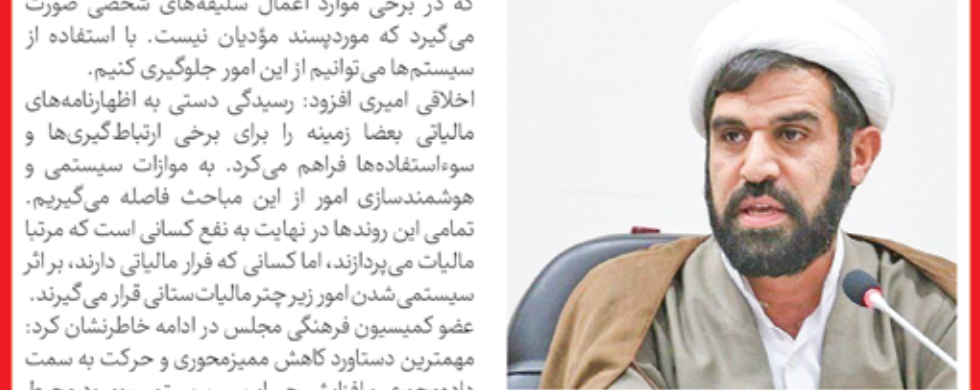 که در برخی موارد اعمال سلیقه‌های شخصی صورت
می‌گیرد که موردپسند مؤدیان نیست. با استفاده از
سیستم‌ها می‌توانیم از این امور جلوگیری کنیم.
اخلاقی امیری افزود: رسیدگی دستی به اظهارنامه‌های
مالیاتی بعضا زمینه را برای برخی ارتباط‌گیری‌ها و
سوءاستفاده‌ها فراهم می‌کرد. به موازات سیستمی و
هوشمندسازی امور از این مباحث فاصله می‌گیریم.
تمامی این روندها در نهایت به نفع کسانی است که مرتبا
مالیات می‌پردازند، اما کسانی که فرار مالیاتی دارند، بر اثر
سیستمی‌شدن امور زیر چتر مالیات‌ستانی قرار می‌گیرند.
عضو کمیسیون فرهنگی مجلس در ادامه خاطرنشان کرد:
مهمترین دستاورد کاهش ممیزمحوری و حرکت به سمت